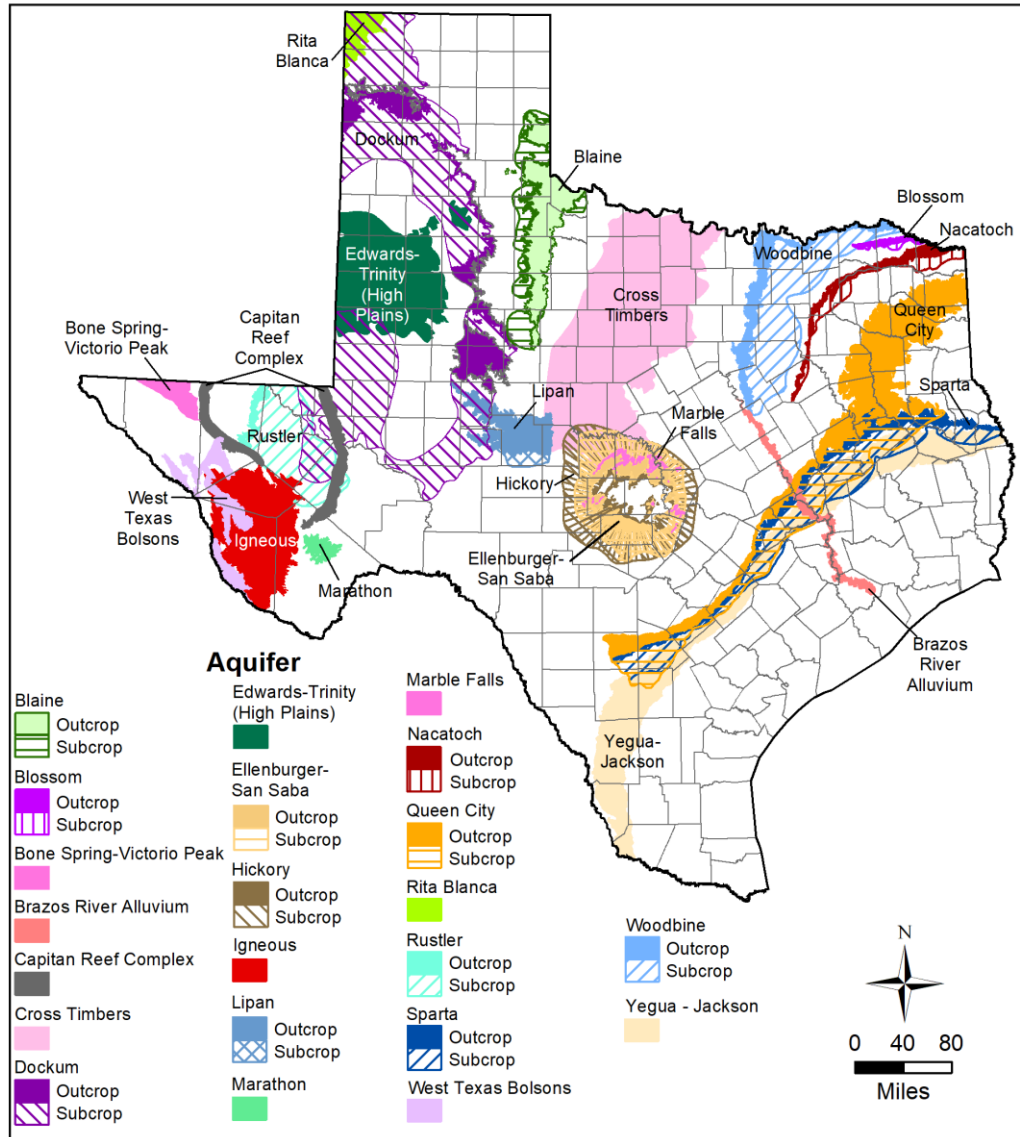 Rita
Blanca
Dockum
Blaine
Blossom
Nacatoch
Woodbine
Edwards-
Trinity
(High
Plains)
Cross
Timbers
Queen
City
Bone Spring-
Victorio Peak
Capitan
Reef
Complex
Sparta
Lipan
Marble
Falls
Rustler
Hickory
West
Texas
Bolsons
Igneous
Ellenburger-
San Saba
Marathon
Brazos
River
Alluvium
Yegua-
Jackson
Aquifer
Blaine
Outcrop
Subcrop
Blossom
Outcrop
Subcrop
Bone Spring-Victorio Peak
Brazos River Alluvium
Capitan Reef Complex
Cross Timbers
Dockum
Outcrop
Subcrop
Edwards-Trinity
(High Plains)
Ellenburger-
San Saba
Outcrop
Subcrop
Hickory
Outcrop
Subcrop
Igneous
Lipan
Outcrop
Subcrop
Marathon
Marble Falls
Nacatoch
Outcrop
Subcrop
Queen City
Outcrop
Subcrop
Rita Blanca
Rustler
Outcrop
Subcrop
Sparta
Outcrop
Subcrop
West Texas Bolsons
Woodbine
Outcrop
Subcrop
Yegua - Jackson
N
0 40 80
Miles